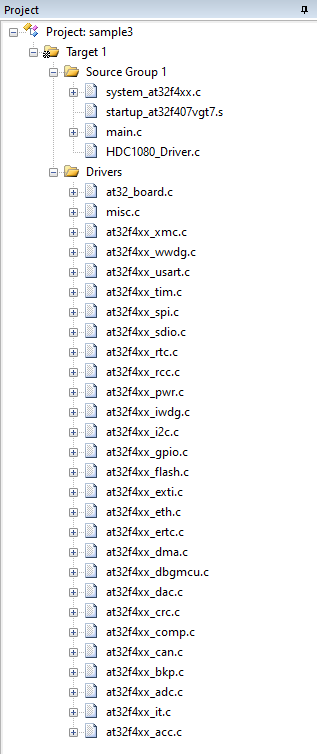 Project
Project: sample3
Target 1
Source Group 1
system_at32f4xx.c
startup_at32f407vgt7.s
main.c
HDC1080_Driver.c
Drivers
at32_board.c
misc.c
at32f4xx_xmc.c
at32f4xx_wwdg.c
at32f4xx_usart.c
at32f4xx_tim.c
at32f4xx_spi.c
at32f4xx_sdio.c
at32f4xx_rtc.c
at32f4xx_rcc.c
at32f4xx_pwr.c
at32f4xx_iwdg.c
at32f4xx_i2c.c
at32f4xx_gpio.c
at32f4xx_flash.c
at32f4xx_exti.c
at32f4xx_eth.c
at32f4xx_ertc.c
at32f4xx_dma.c
at32f4xx_dbgmcu.c
at32f4xx_dac.c
at32f4xx_crc.c
at32f4xx_comp.c
at32f4xx_can.c
at32f4xx_bkp.c
at32f4xx_adc.c
at32f4xx_it.c
at32f4xx_acc.c